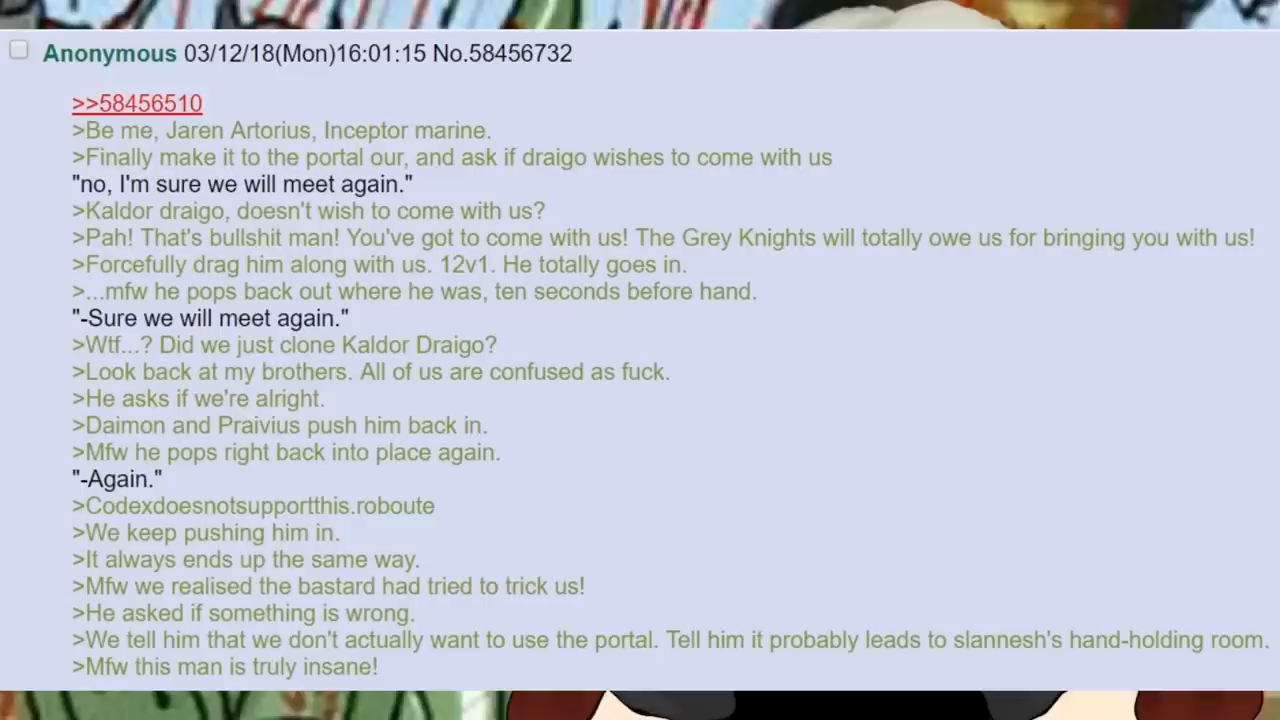 Anonymous 03/12/18(Mon)16:01:15 No.58456732
>>58456510
>Be me, Jaren Artorius, Inceptor marine.
>Finally make it to the portal our, and ask if draigo wishes to come with us
"no, I'm sure we will meet again."
>Kaldor draigo, doesn't wish to come with us?
>Pah! That's bullshit man! You've got to come with us! The Grey Knights will totally owe us for bringing you with us!
>Forcefully drag him along with us. 12v1. He totally goes in.
>...mfw he pops back out where he was, ten seconds before hand.
"-Sure we will meet again."
>Wtf...? Did we just clone Kaldor Draigo?
>Look back at my brothers. All of us are confused as fuck.
>He asks if we're alright.
>Daimon and Praivius push him back in.
>Mfw he pops right back into place again.
"-Again."
>Codexdoesnotsupportthis.roboute
>We keep pushing him in.
>It always ends up the same way.
>Mfw we realised the bastard had tried to trick us!
>He asked if something is wrong.
>We tell him that we don't actually want to use the portal. Tell him it probably leads to slannesh's hand-holding room.
>Mfw this man is truly insane!